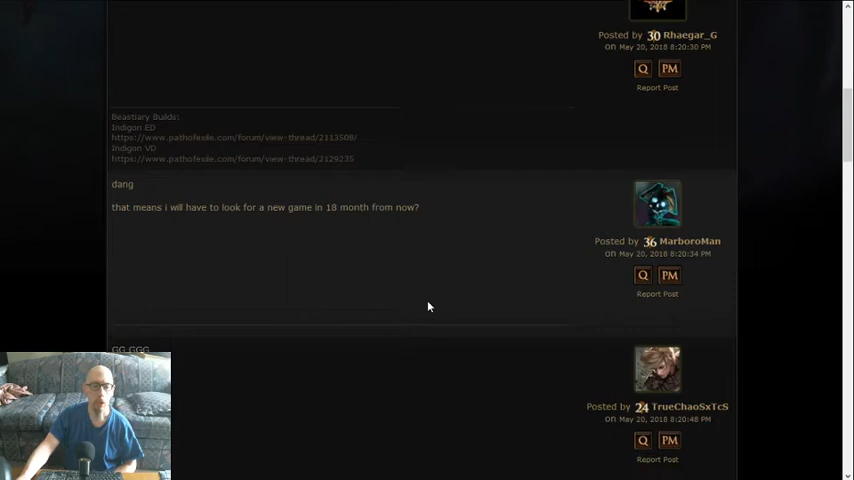 Posted by 30 Rhaegar_G
on May 20, 2018 8:20:30 PM
Q PM
Report Post
Beastiary Builds:
Indigon ED
https://www.pathofexile.com/forum/view-thread/2113508/
Indigon VD
https://www.pathofexile.com/forum/view-thread/2129235
dang
that means i will have to look for a new game in 18 month from now?
Posted by 36 MarboroMan
on May 20, 2018 8:20:34 PM
Q PM
Report Post
GG GGG
Posted by 24 TrueChaoSxTcS
on May 20, 2018 8:20:48 PM
Q PM
Report Post